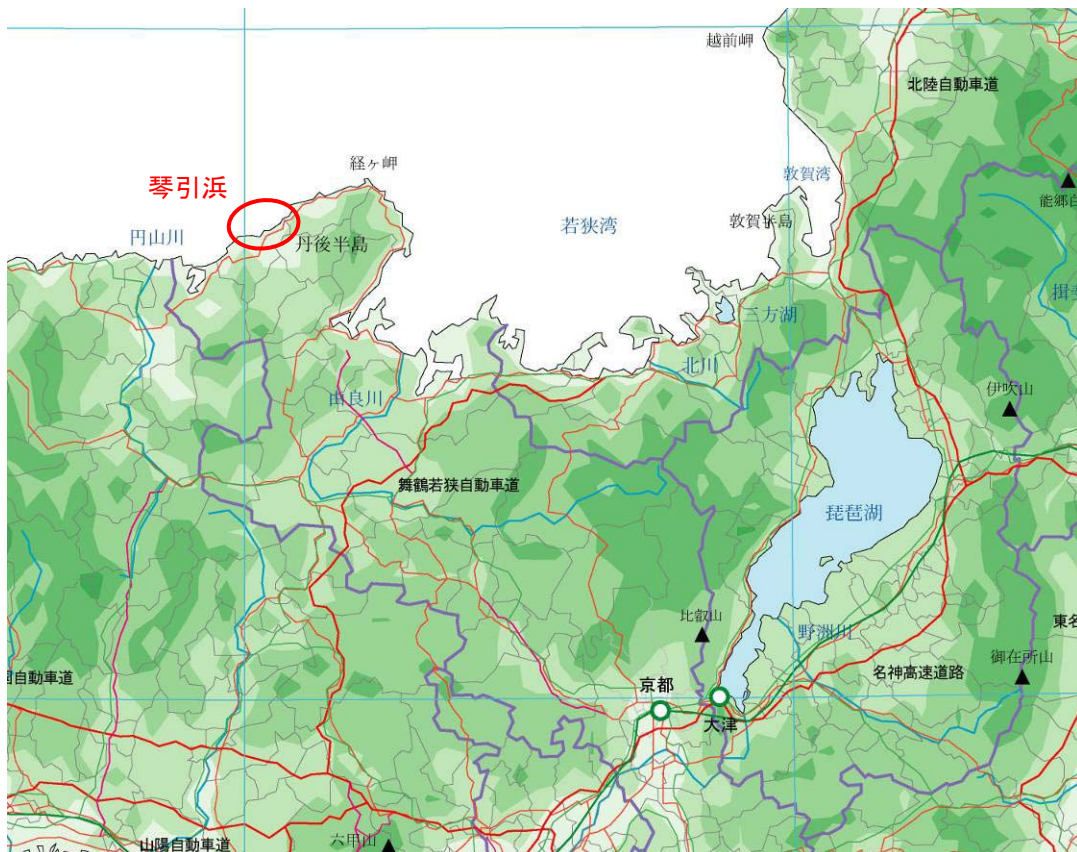 越前岬
北陸自動車道
経ヶ岬
敦賀湾
琴引浜
能郷白
敦賀半島
若狭湾
円山川
丹後半島
揖斐
三方湖
北川
伊吹山
由良川
舞鶴若狭自動車道
琵琶湖
比叡山
野洲川
東名
御在所山
名神高速道路
国自動車道
京都
大津
山陽自動車道
六甲山